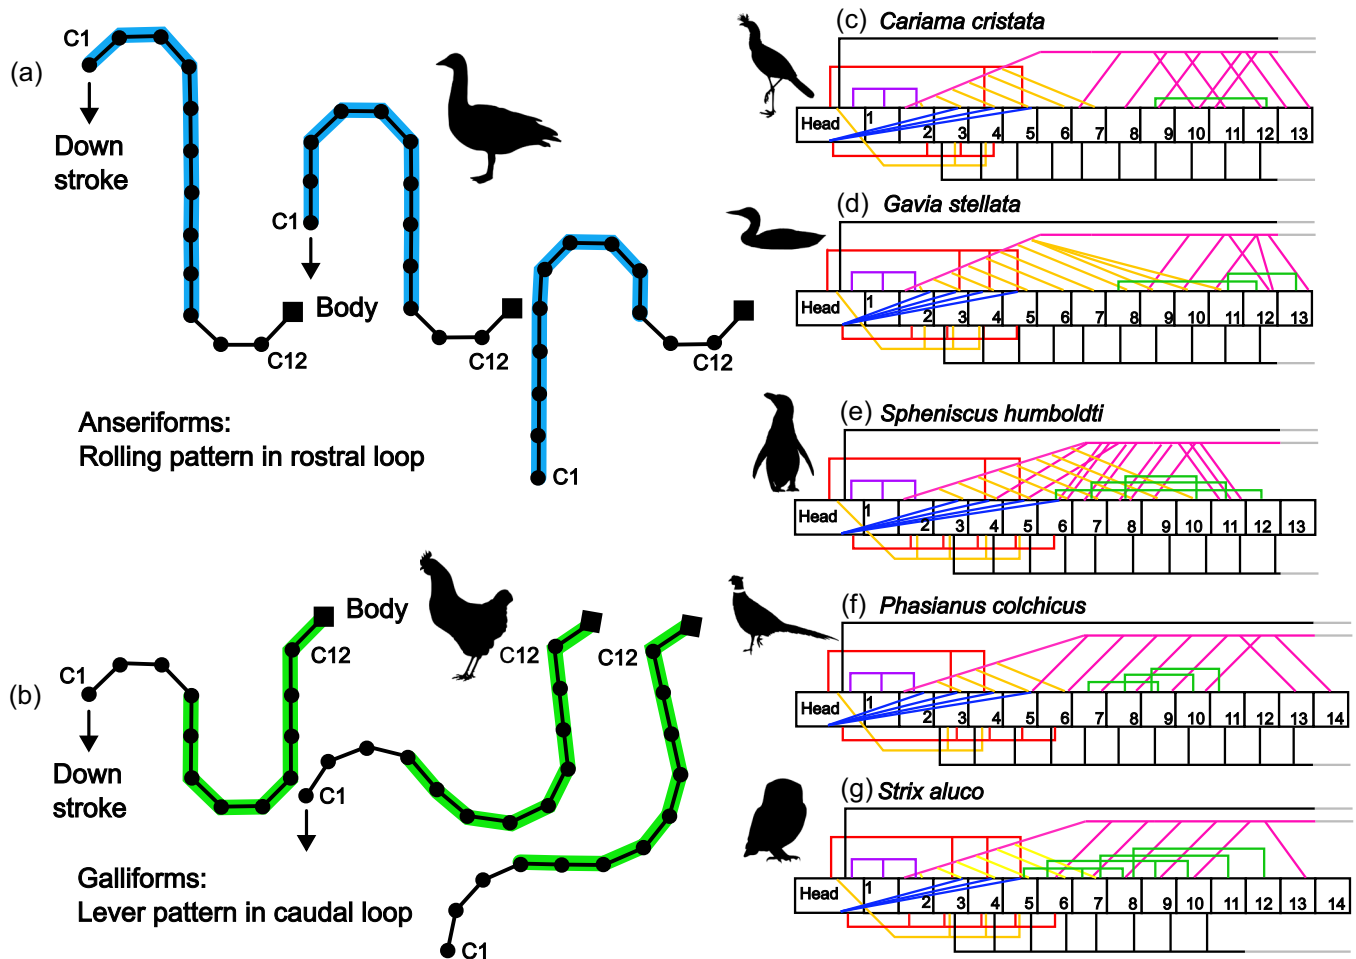 (a)
C1
Down
stroke
C1
Body
C12
C12
C12
C1
Anseriforms:
Rolling pattern in rostral loop
(b)
C1
Down
stroke
Body
C12
C12
C12
C1
C1
Galliforms:
Lever pattern in caudal loop
(c) Cariama cristata
Head 1 2 3 4 5 6 7 8 9 10 11 12 13
(d) Gavia stellata
Head 1 2 3 4 5 6 7 8 9 10 11 12 13
(e) Spheniscus humboldti
Head 1 2 3 4 5 6 7 8 9 10 11 12 13
(f) Phasianus colchicus
Head 1 2 3 4 5 6 7 8 9 10 11 12 13 14
(g) Strix aluco
Head 1 2 3 4 5 6 7 8 9 10 11 12 13 14